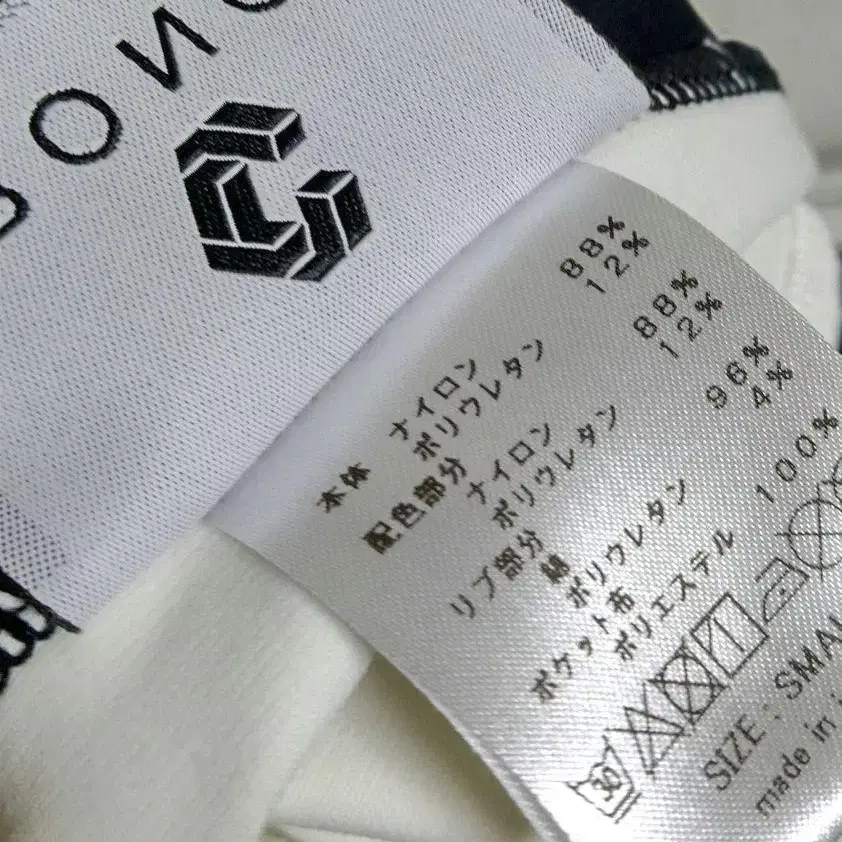 ONO
本体 ナイロン 88%
ポリウレタン 12%
配色部分
ナイロン 88%
ポリウレタン 12%
リブ部分
綿 96%
ポリウレタン 4%
ポケット布
ポリエステル 100%
30
SIZE: SMAL
made in